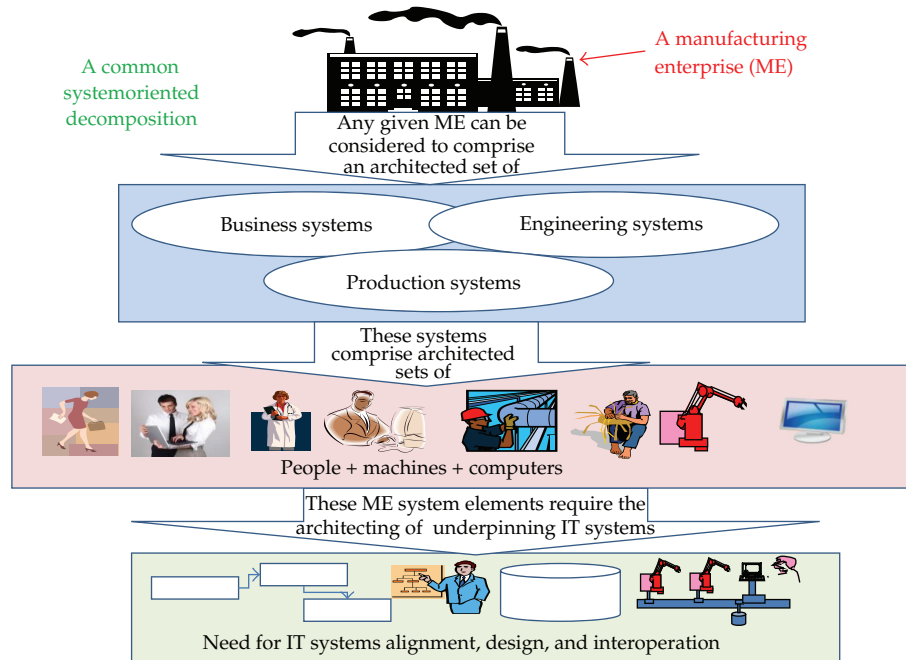 A common
systemoriented
decomposition
A manufacturing
enterprise (ME)
Any given ME can be
considered to comprise
an architected set of
Business systems
Engineering systems
Production systems
These systems
comprise architected
sets of
People + machines + computers
These ME system elements require the
architecting of underpinning IT systems
Need for IT systems alignment, design, and interoperation